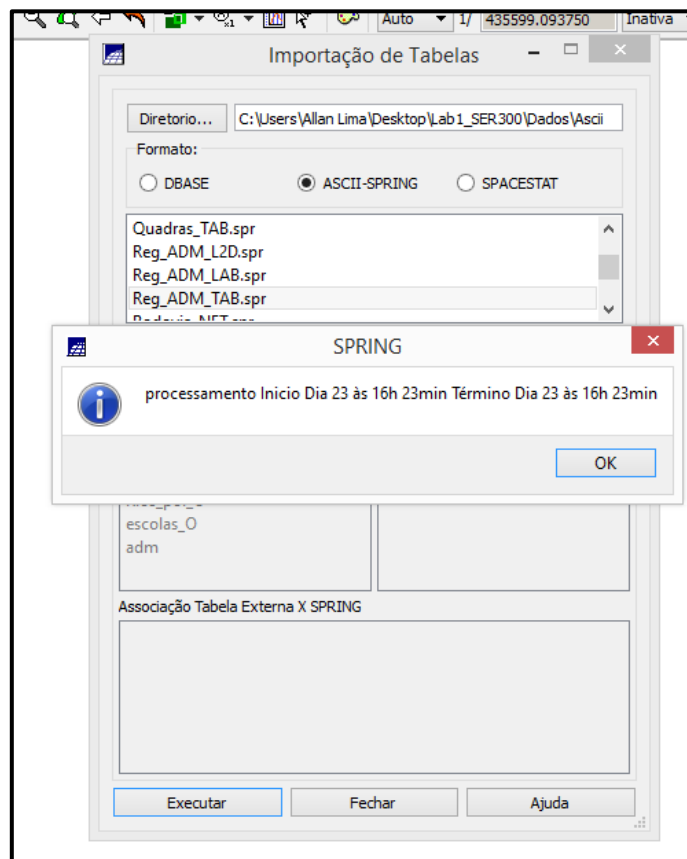 Auto 1/ 435599.093750 Inativa
Importação de Tabelas
Diretorio... C:\Users\Allan Lima\Desktop\Lab1_SER300\Dados\Ascii
Formato:
DBASE ASCII-SPRING SPACESTAT
Quadras_TAB.spr
Reg_ADM_L2D.spr
Reg_ADM_LAB.spr
Reg_ADM_TAB.spr
SPRING
processamento Inicio Dia 23 às 16h 23min Término Dia 23 às 16h 23min
OK
escolas_O
adm
Associação Tabela Externa X SPRING
Executar Fechar Ajuda